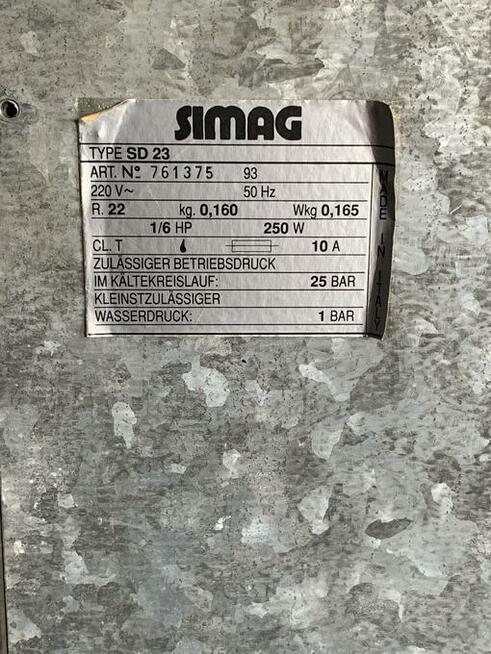 SIMAG
TYPE SD 23
ART. Nº 761375 93
220 V~ 50 Hz
R. 22 kg. 0,160 Wkg 0,165
1/6 HP 250 W
CL. T 10 A
ZULÄSSIGER BETRIEBSDRUCK
IM KÄLTEKREISLAUF: 25 BAR
KLEINSTZULÄSSIGER
WASSERDRUCK: 1 BAR
MADE IN ITALY